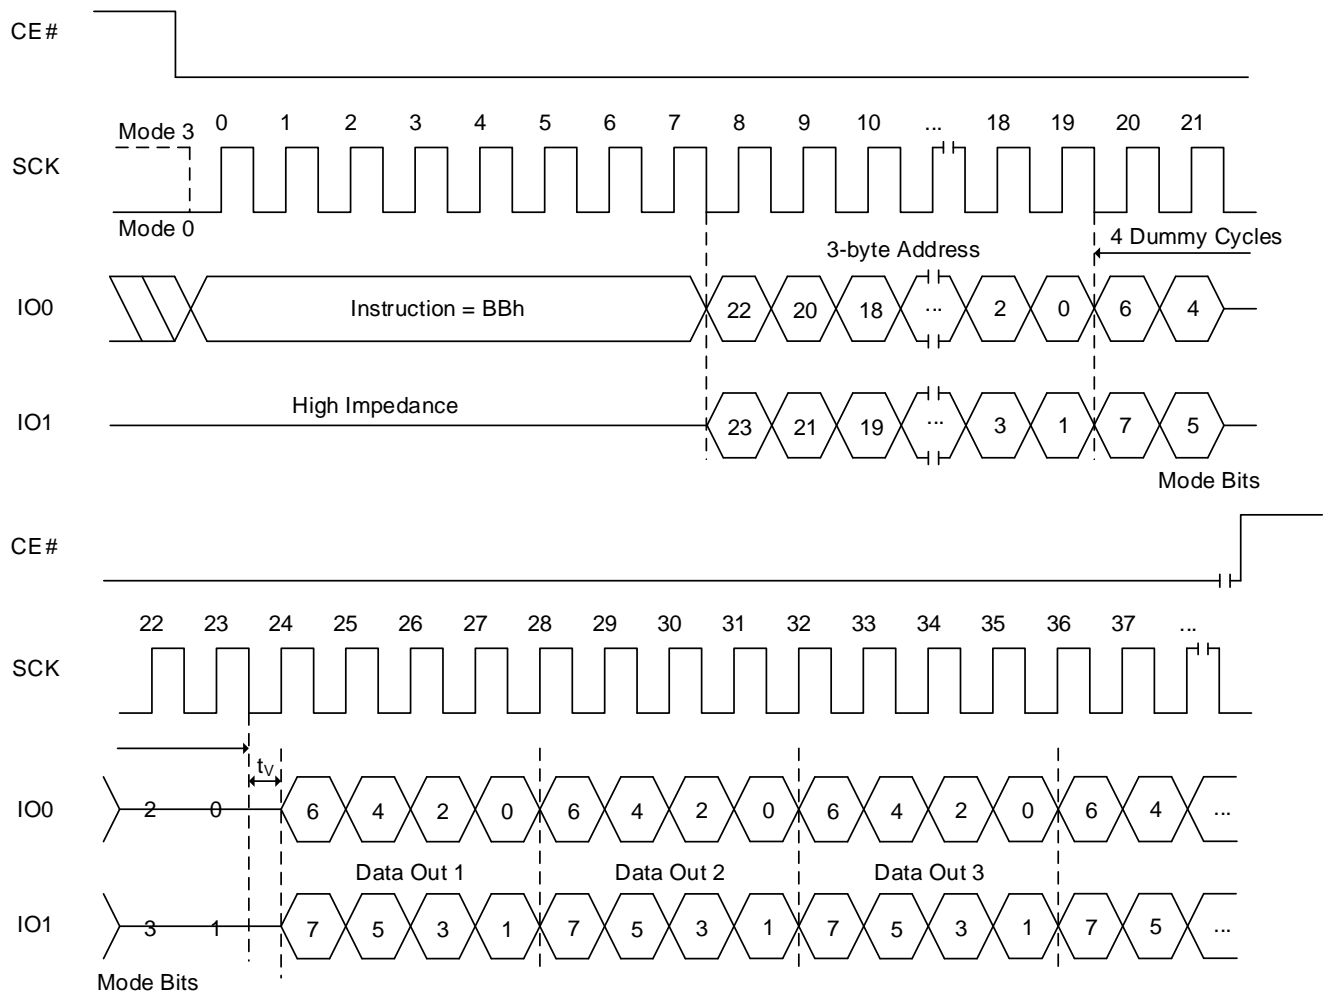 CE#
Mode 3 0 1 2 3 4 5 6 7 8 9 10 ... 18 19 20 21
SCK
Mode 0
3-byte Address 4 Dummy Cycles
IO0 Instruction = BBh 22 20 18 ... 2 0 6 4
IO1 High Impedance 23 21 19 ... 3 1 7 5
Mode Bits
CE#
22 23 24 25 26 27 28 29 30 31 32 33 34 35 36 37 ...
SCK
tV
IO0 2 0 6 4 2 0 6 4 2 0 6 4 2 0 6 4 ...
Data Out 1 Data Out 2 Data Out 3
IO1 3 1 7 5 3 1 7 5 3 1 7 5 3 1 7 5 ...
Mode Bits